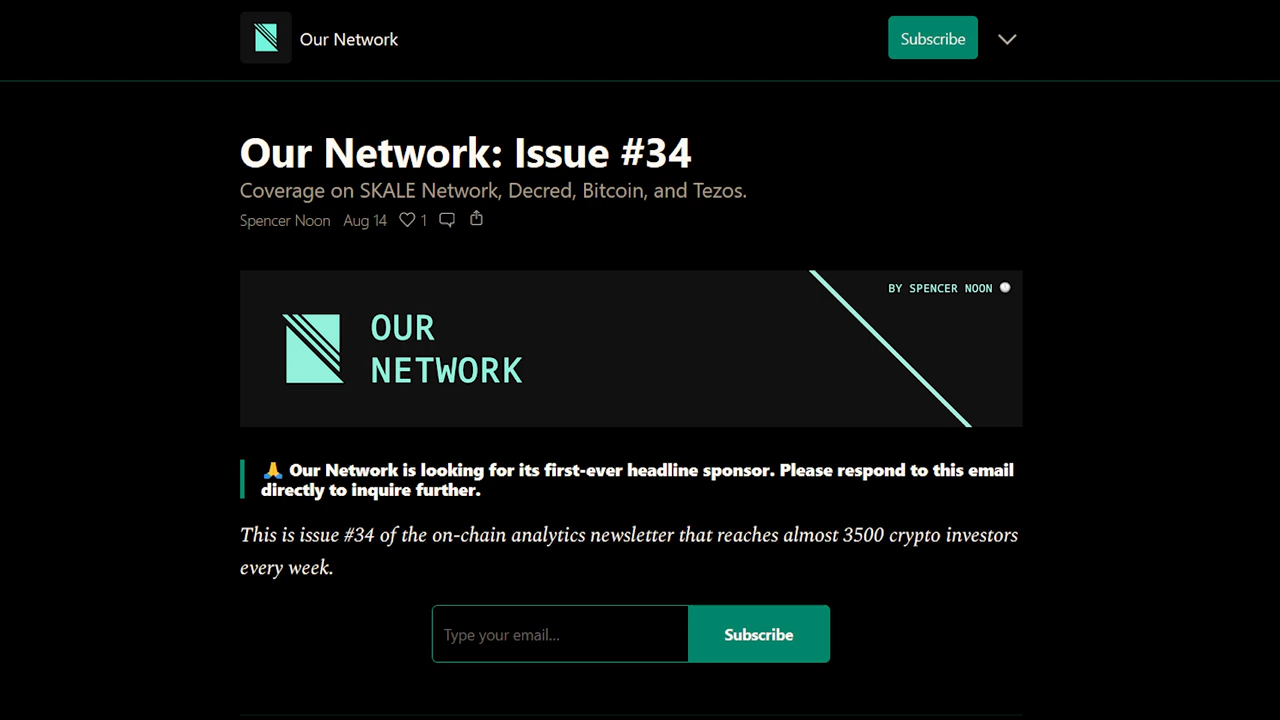 Our Network
Subscribe
Our Network: Issue #34
Coverage on SKALE Network, Decred, Bitcoin, and Tezos.
Spencer Noon Aug 14 1
BY SPENCER NOON
OUR
NETWORK
🙏 Our Network is looking for its first-ever headline sponsor. Please respond to this email
directly to inquire further.
This is issue #34 of the on-chain analytics newsletter that reaches almost 3500 crypto investors
every week.
Type your email...
Subscribe